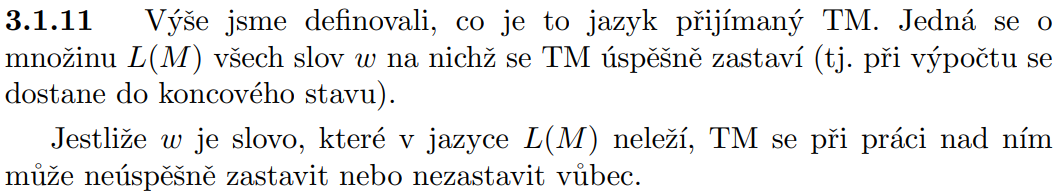 3.1.11 Výše jsme definovali, co je to jazyk přijímaný TM. Jedná se o
množinu L(M) všech slov w na nichž se TM úspěšně zastaví (tj. při výpočtu se
dostane do koncového stavu).
Jestliže w je slovo, které v jazyce L(M) neleží, TM se při práci nad ním
může neúspěšně zastavit nebo nezastavit vůbec.